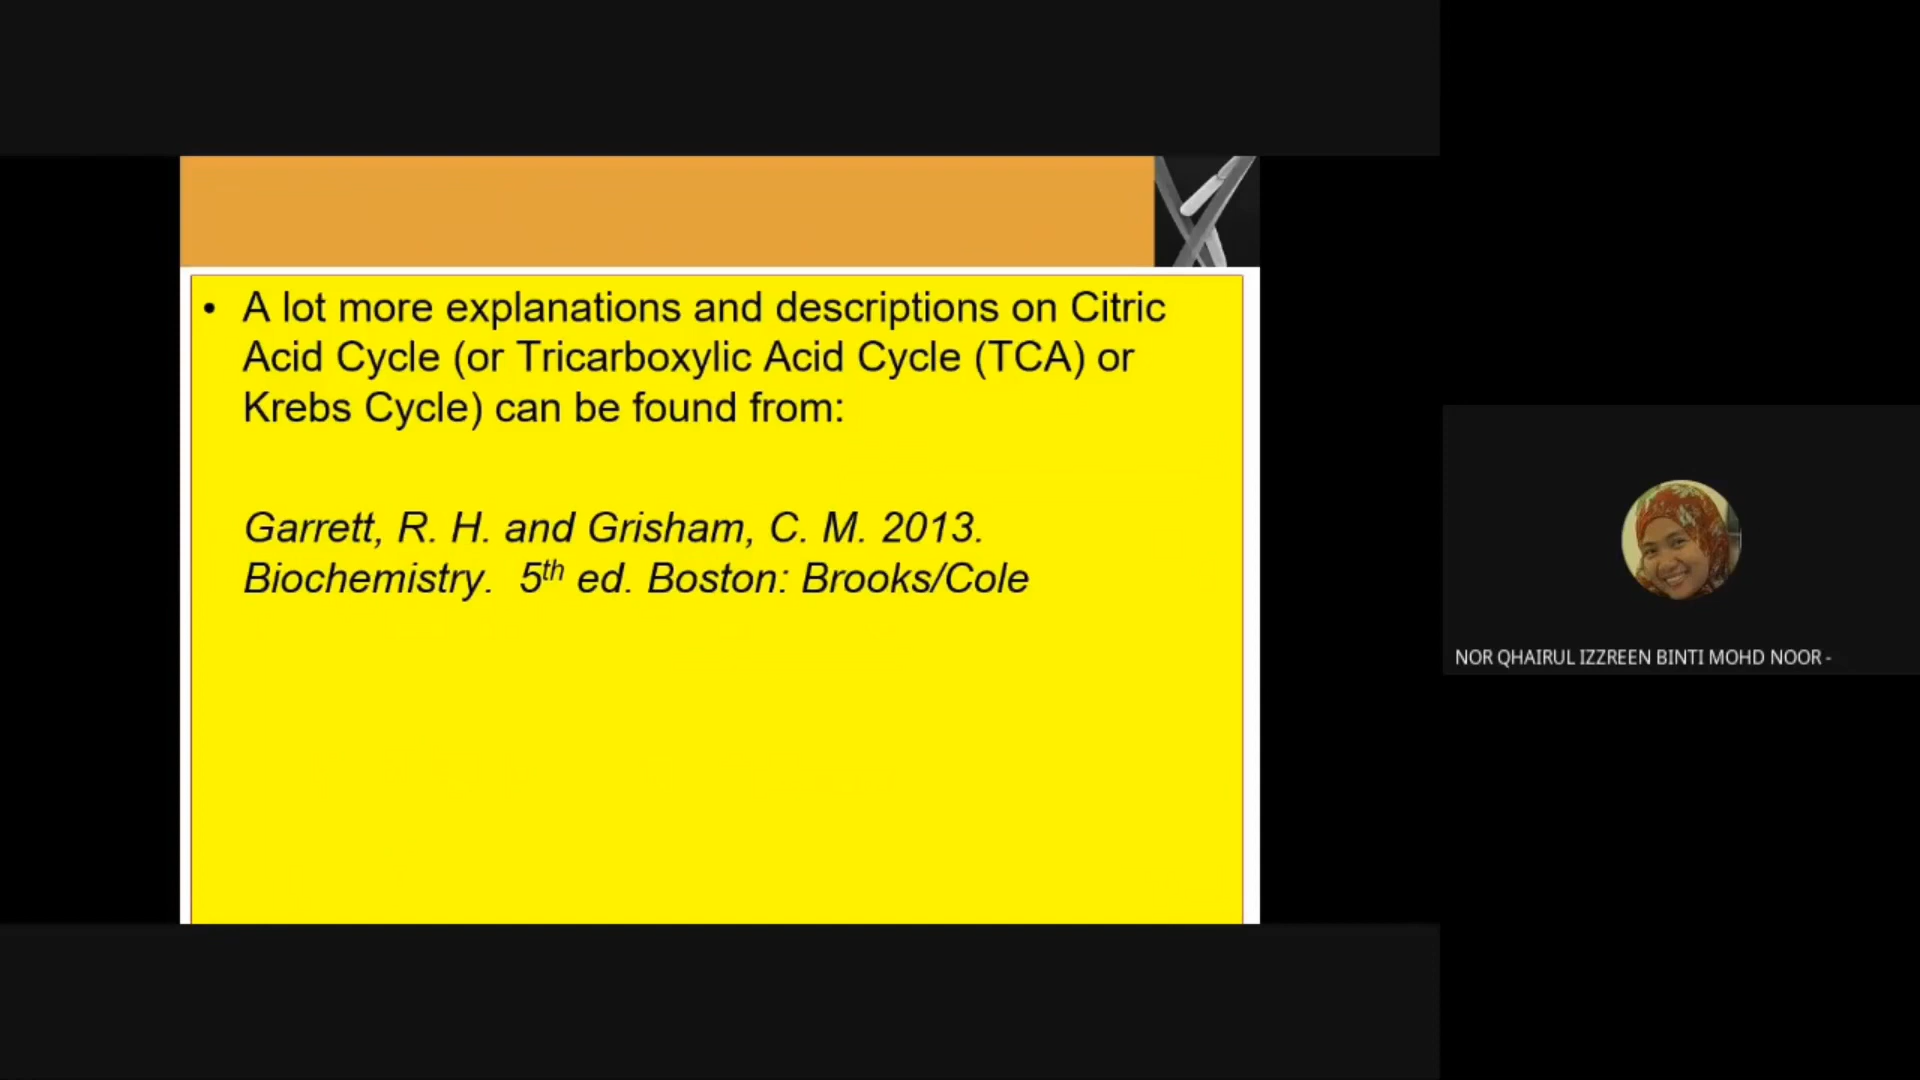 • A lot more explanations and descriptions on Citric
Acid Cycle (or Tricarboxylic Acid Cycle (TCA) or
Krebs Cycle) can be found from:
Garrett, R. H. and Grisham, C. M. 2013.
Biochemistry. 5th ed. Boston: Brooks/Cole
NOR QHAIRUL IZZREEN BINTI MOHD NOOR -